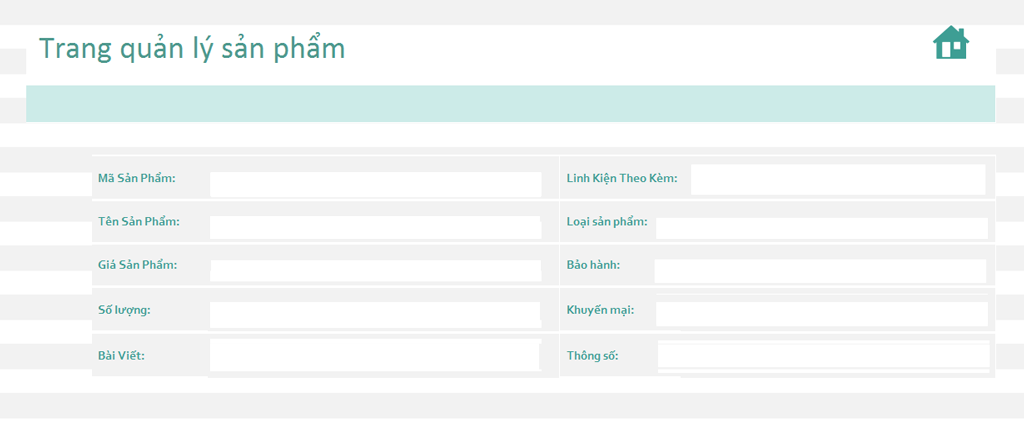 Trang quản lý sản phẩm
Mã Sản Phẩm:
Linh Kiện Theo Kèm:
Tên Sản Phẩm:
Loại sản phẩm:
Giá Sản Phẩm:
Bảo hành:
Số lượng:
Khuyến mại:
Bài Viết:
Thông số: